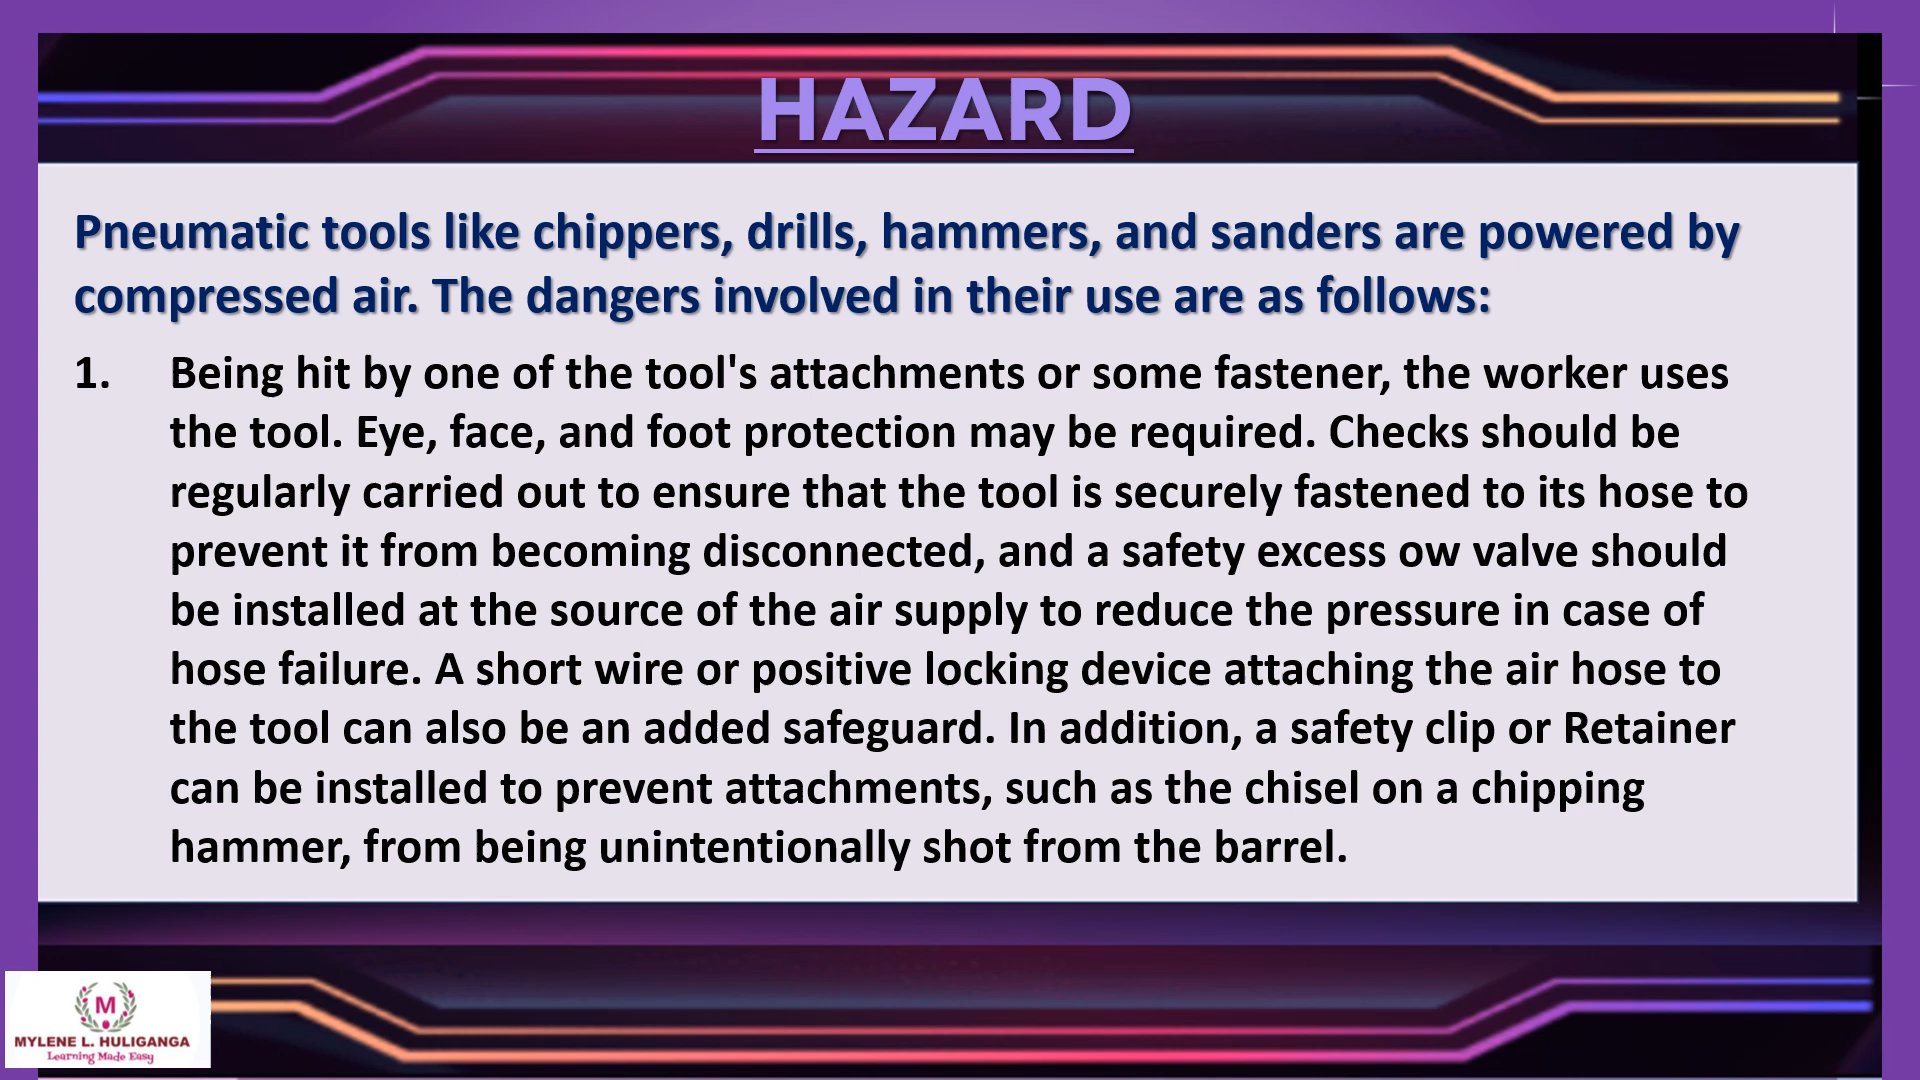 HAZARD
Pneumatic tools like chippers, drills, hammers, and sanders are powered by
compressed air. The dangers involved in their use are as follows:
1. Being hit by one of the tool's attachments or some fastener, the worker uses
the tool. Eye, face, and foot protection may be required. Checks should be
regularly carried out to ensure that the tool is securely fastened to its hose to
prevent it from becoming disconnected, and a safety excess ow valve should
be installed at the source of the air supply to reduce the pressure in case of
hose failure. A short wire or positive locking device attaching the air hose to
the tool can also be an added safeguard. In addition, a safety clip or Retainer
can be installed to prevent attachments, such as the chisel on a chipping
hammer, from being unintentionally shot from the barrel.
M
MYLENE L. HULIGANGA
Learning Made Easy